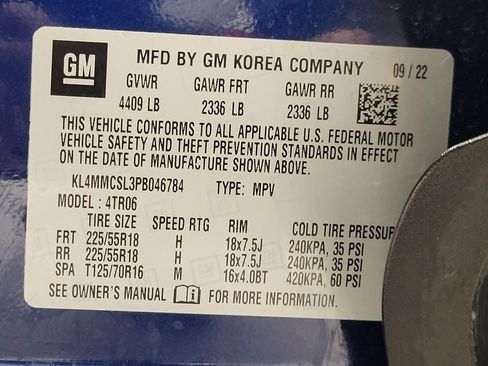 GM
MFD BY GM KOREA COMPANY 09/22
GVWR GAWR FRT GAWR RR
4409 LB 2336 LB 2336 LB
THIS VEHICLE CONFORMS TO ALL APPLICABLE U.S. FEDERAL MOTOR
VEHICLE SAFETY AND THEFT PREVENTION STANDARDS IN EFFECT
ON THE DATE OF MANUFACTURE SHOWN ABOVE.
KL4MMCSL3PB046784 TYPE: MPV
MODEL: 4TR06
TIRE SIZE SPEED RTG RIM COLD TIRE PRESSUR
FRT 225/55R18 H 18x7.5J 240KPA, 35 PSI
RR 225/55R18 H 18x7.5J 240KPA, 35 PSI
SPA T125/70R16 M 16x4.0BT 420KPA, 60 PSI
SEE OWNER'S MANUAL FOR MORE INFORMATION.